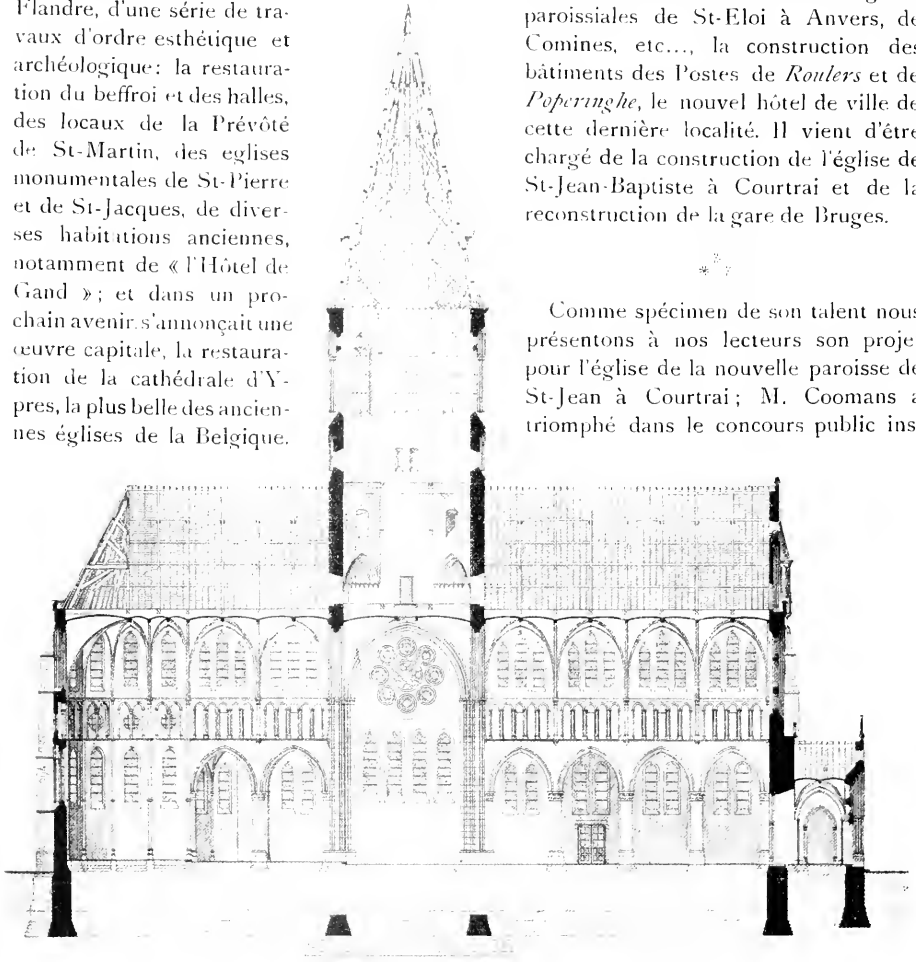 Flandre, d'une série de tra-
vaux d'ordre esthétique et
archéologique: la restaura-
tion du beffroi et des halles,
des locaux de la Prévôté
de St-Martin, des eglises
monumentales de St-Pierre
et de St-Jacques, de diver-
ses habitations anciennes,
notamment de « l'Hôtel de
Gand »; et dans un pro-
chain avenir s'annonçait une
œuvre capitale, la restaura-
tion de la cathédrale d'Y-
pres, la plus belle des ancien-
nes églises de la Belgique.
paroissiales de St-Eloi à Anvers, de
Comines, etc..., la construction des
bâtiments des Postes de Roulers et de
Poperinghe, le nouvel hôtel de ville de
cette dernière localité. Il vient d'être
chargé de la construction de l'église de
St-Jean-Baptiste à Courtrai et de la
reconstruction de la gare de Bruges.
Comme spécimen de son talent nous
présentons à nos lecteurs son proje
pour l'église de la nouvelle paroisse de
St-Jean à Courtrai; M. Coomans a
triomphé dans le concours public ins